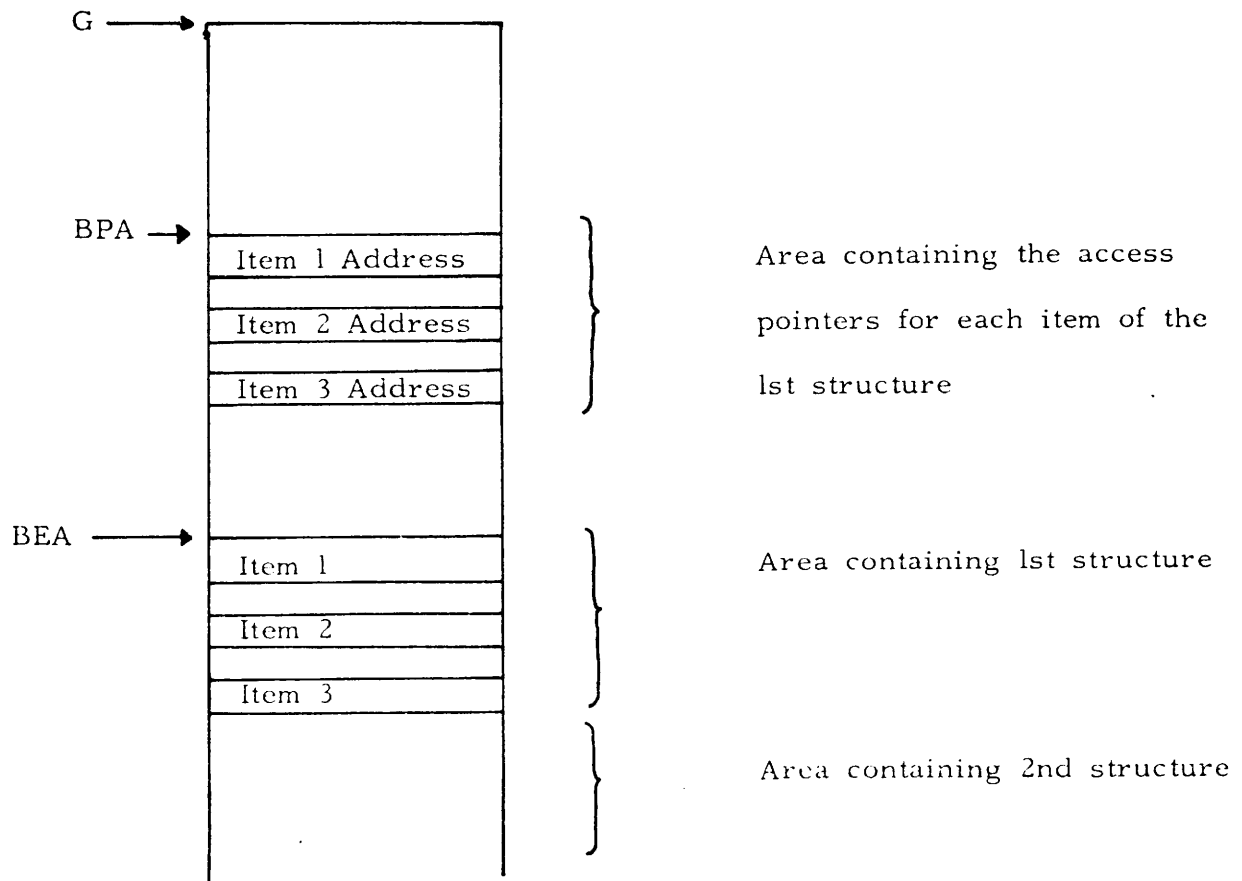 G
BPA
Item 1 Address
Item 2 Address
Item 3 Address
Area containing the access
pointers for each item of the
1st structure
BEA
Item 1
Item 2
Item 3
Area containing 1st structure
Area containing 2nd structure